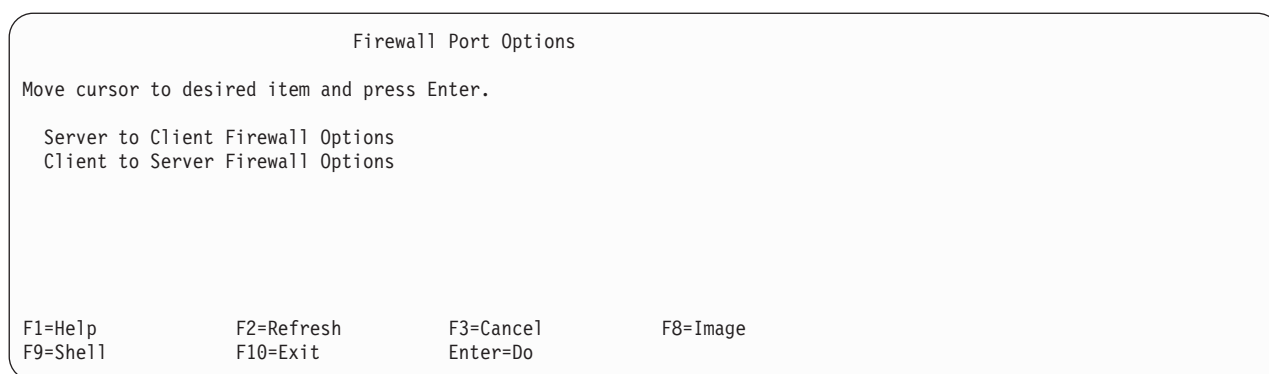 Firewall Port Options
Move cursor to desired item and press Enter.
Server to Client Firewall Options
Client to Server Firewall Options
F1=Help F2=Refresh F3=Cancel F8=Image
F9=Shell F10=Exit Enter=Do